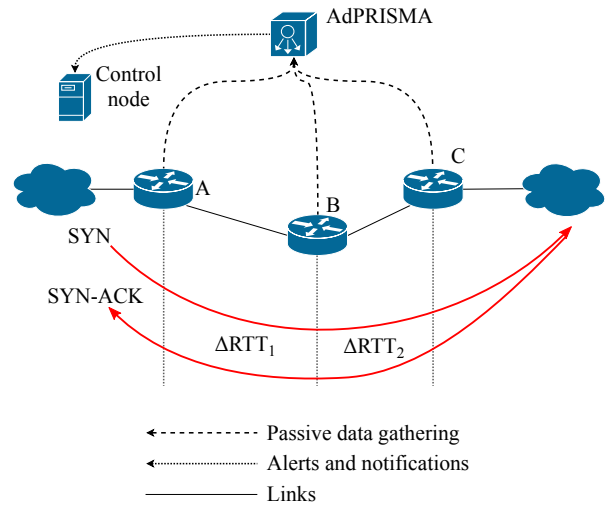 AdPRISMA
Control
node
A
B
C
SYN
SYN-ACK
ΔRTT₁
ΔRTT₂
Passive data gathering
Alerts and notifications
Links